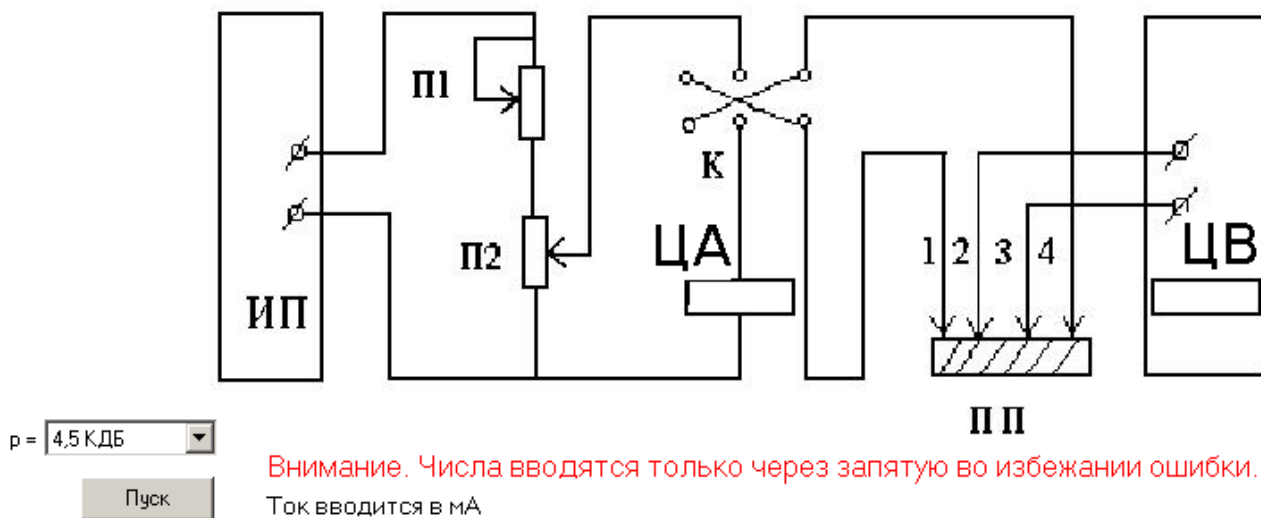 П1
К
П2
ЦА
1 2 3 4
ЦВ
ИП
П П
р = 4,5 КДБ
Внимание. Числа вводятся только через запятую во избежании ошибки.
Пуск
Ток вводится в мА